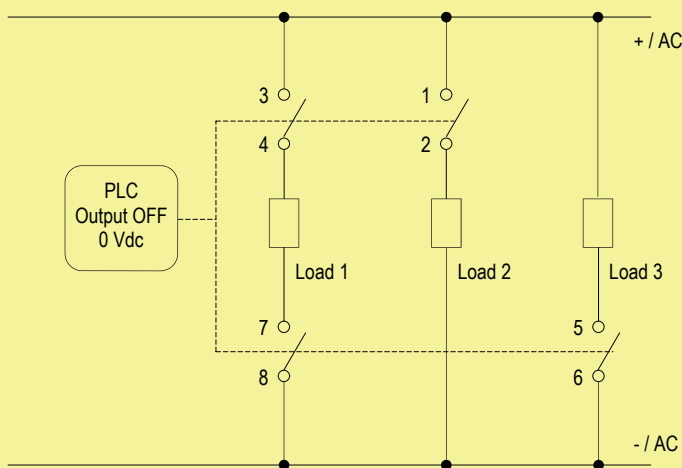 + / AC
3
1
4
2
PLC
Output OFF
0 Vdc
Load 1
Load 2
Load 3
7
5
8
6
- / AC